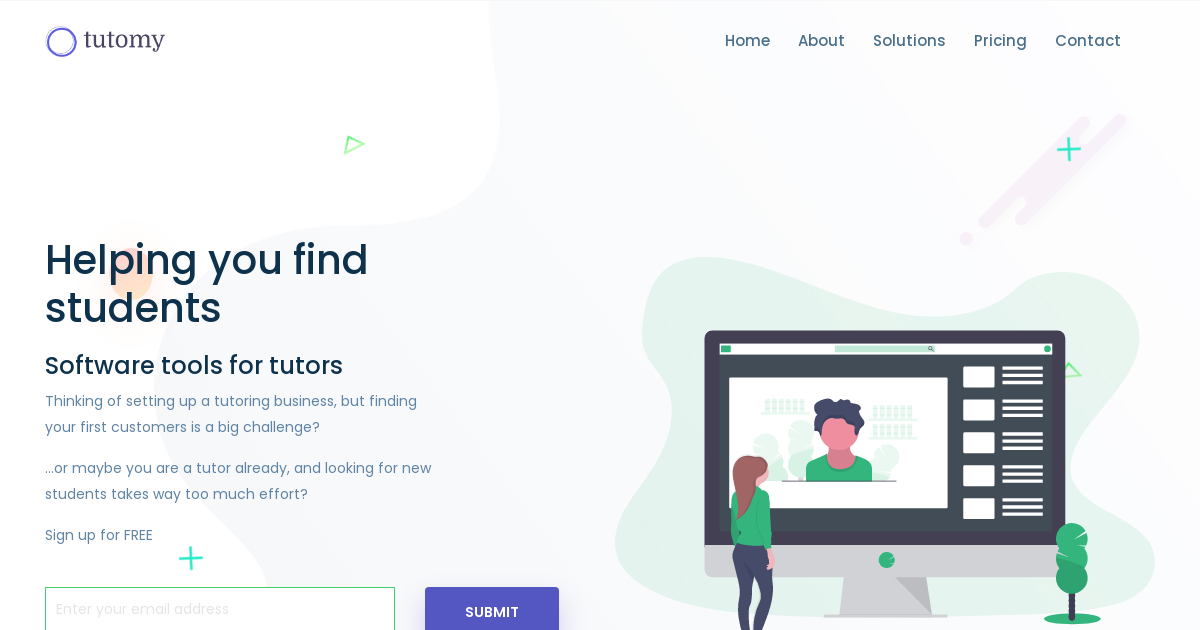 tutomy
Home About Solutions Pricing Contact
Helping you find
students
Software tools for tutors
Thinking of setting up a tutoring business, but finding
your first customers is a big challenge?
...or maybe you are a tutor already, and looking for new
students takes way too much effort?
Sign up for FREE
Enter your email address
SUBMIT